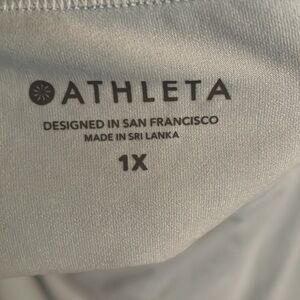 ATHLETA
DESIGNED IN SAN FRANCISCO
MADE IN SRI LANKA
1X